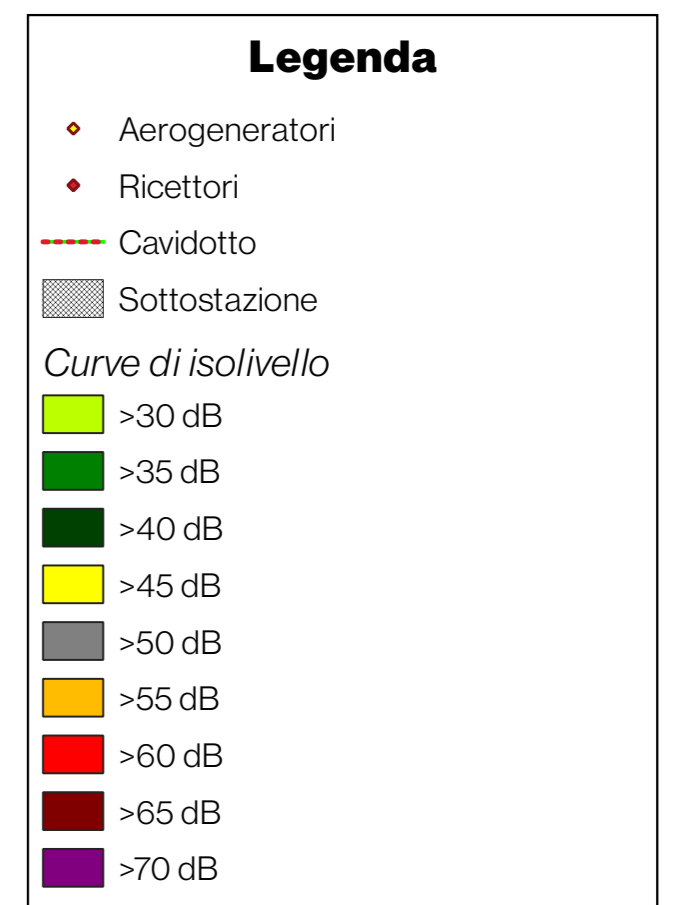 Legenda
Aerogeneratori
Ricettori
Cavidotto
Sottostazione
Curve di isolivello
>30 dB
>35 dB
>40 dB
>45 dB
>50 dB
>55 dB
>60 dB
>65 dB
>70 dB